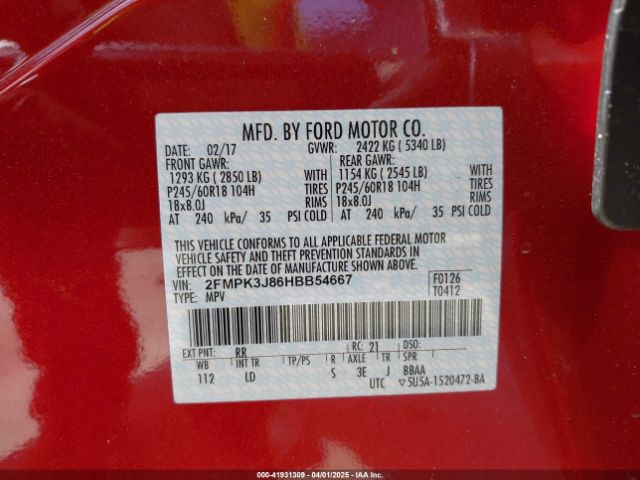 MFD. BY FORD MOTOR CO.
DATE: 02/17 GVWR: 2422 KG ( 5340 LB)
FRONT GAWR: REAR GAWR:
1293 KG ( 2850 LB) WITH 1154 KG ( 2545 LB) WITH
P245/60R18 104H TIRES P245/60R18 104H TIRES
18x8.0J RIMS 18x8.0J RIMS
AT 240 kPa/ 35 PSI COLD AT 240 kPa/ 35 PSI COLD
THIS VEHICLE CONFORMS TO ALL APPLICABLE FEDERAL MOTOR
VEHICLE SAFETY AND THEFT PREVENTION STANDARDS IN
EFFECT ON THE DATE OF MANUFACTURE SHOWN ABOVE.
VIN: 2FMPK3J86HBB54667 F0126
TYPE: MPV T0412
EXT PNT: RR RC: 21 DSO:
WB INT TR TP/PS R AXLE TR SPR
112 LD S 3E J BBAA
UTC ▽5U5A-1520472-BA
000-41931309 - 04/01/2025 - IAAI.com